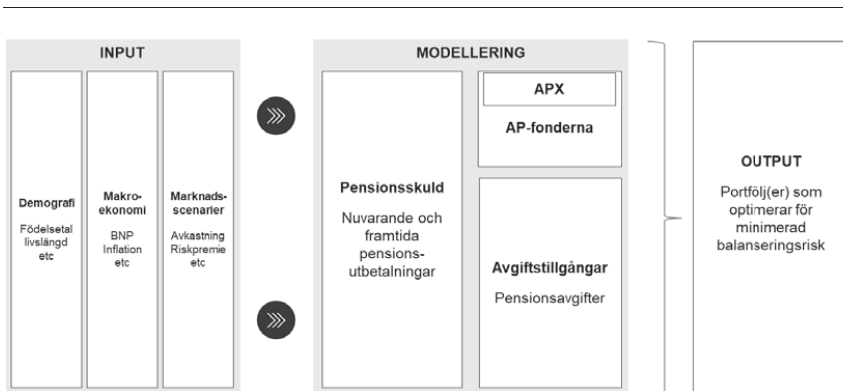 INPUT
Demografi
Födelsetal
livslängd
etc
Makro-
ekonomi
BNP
Inflation
etc
Marknads-
scenarier
Avkastning
Riskpremie
etc
MODELLERING
Pensionsskuld
Nuvarande och
framtida
pensions-
utbetalningar
APX
AP-fonderna
Avgiftstillgångar
Pensionsavgifter
OUTPUT
Portfölj(er) som
optimerar för
minimerad
balanseringsrisk